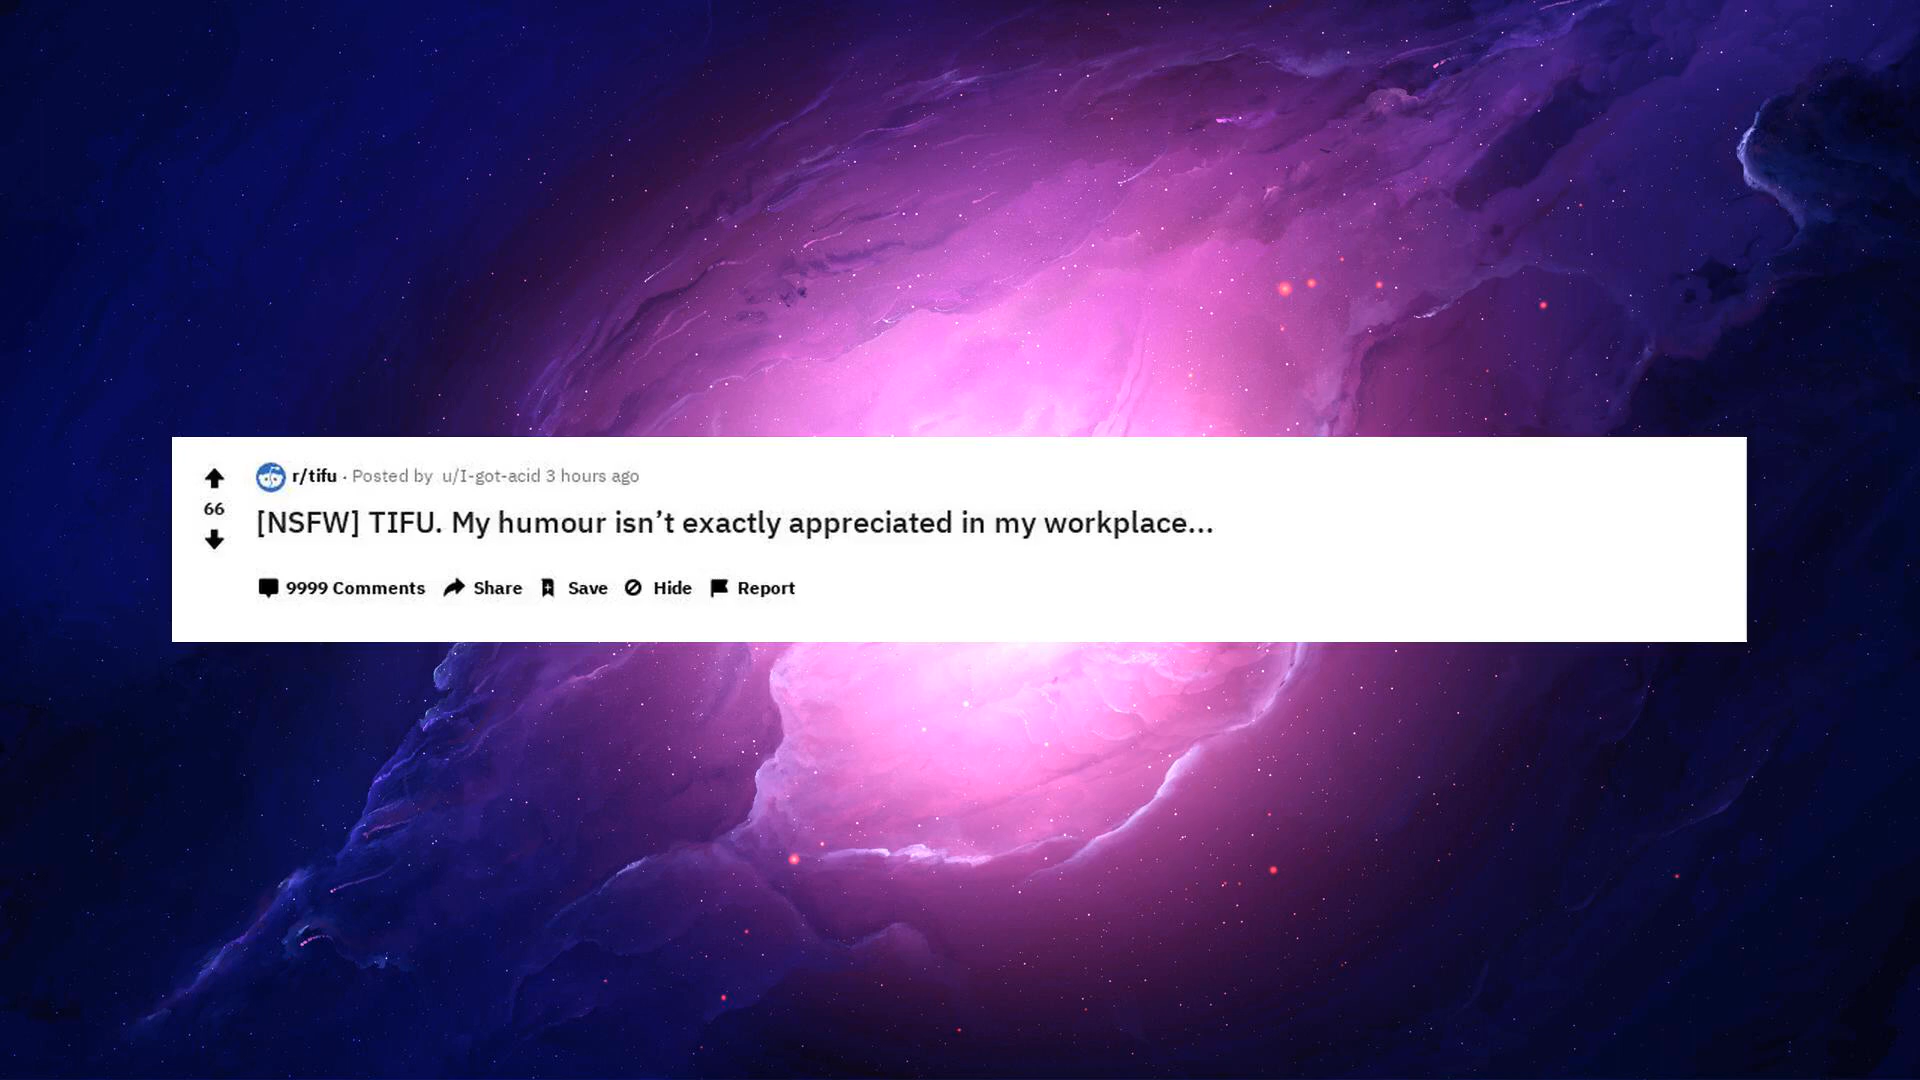 r/tifu · Posted by u/I-got-acid 3 hours ago
66
[NSFW] TIFU. My humour isn’t exactly appreciated in my workplace...
9999 Comments Share Save Hide Report